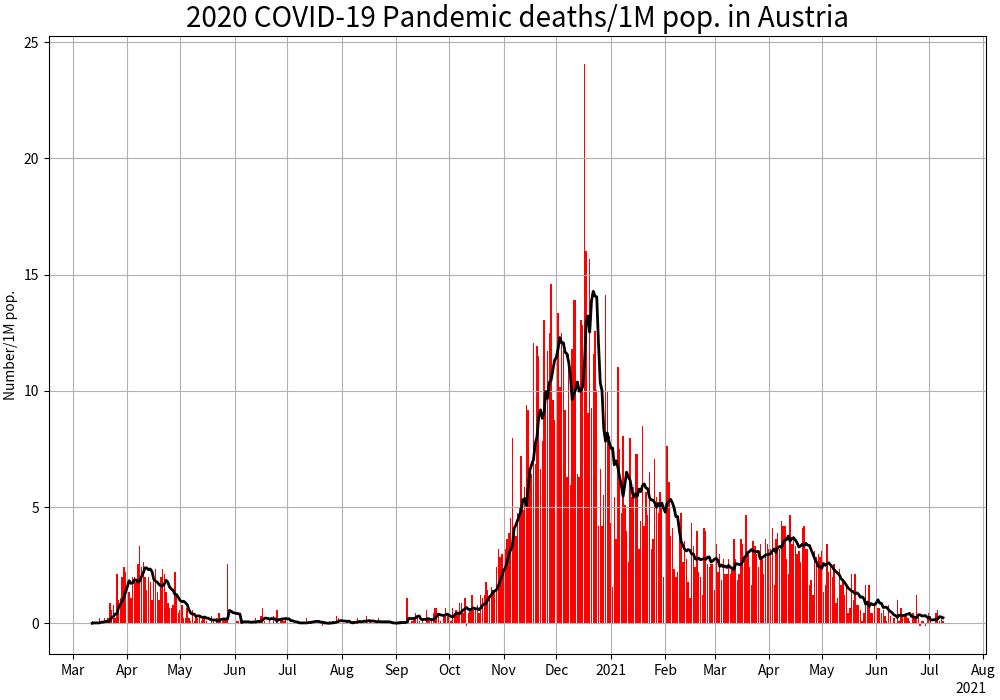 2020 COVID-19 Pandemic deaths/1M pop. in Austria
Number/1M pop.
25
20
15
10
5
0
Mar Apr May Jun Jul Aug Sep Oct Nov Dec 2021 Feb Mar Apr May Jun Jul Aug
2021